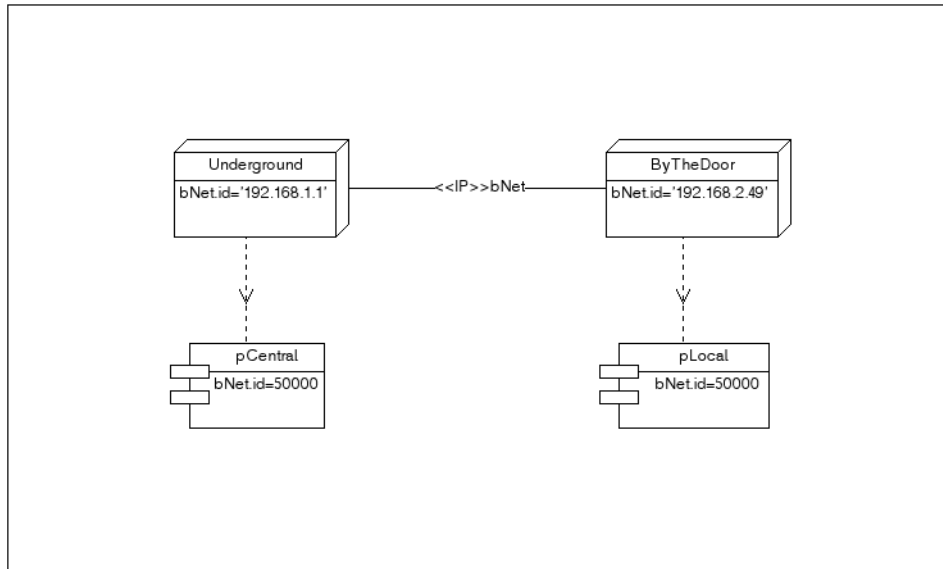 Underground
bNet.id='192.168.1.1'
<<IP>>bNet
ByTheDoor
bNet.id='192.168.2.49'
pCentral
bNet.id=50000
pLocal
bNet.id=50000